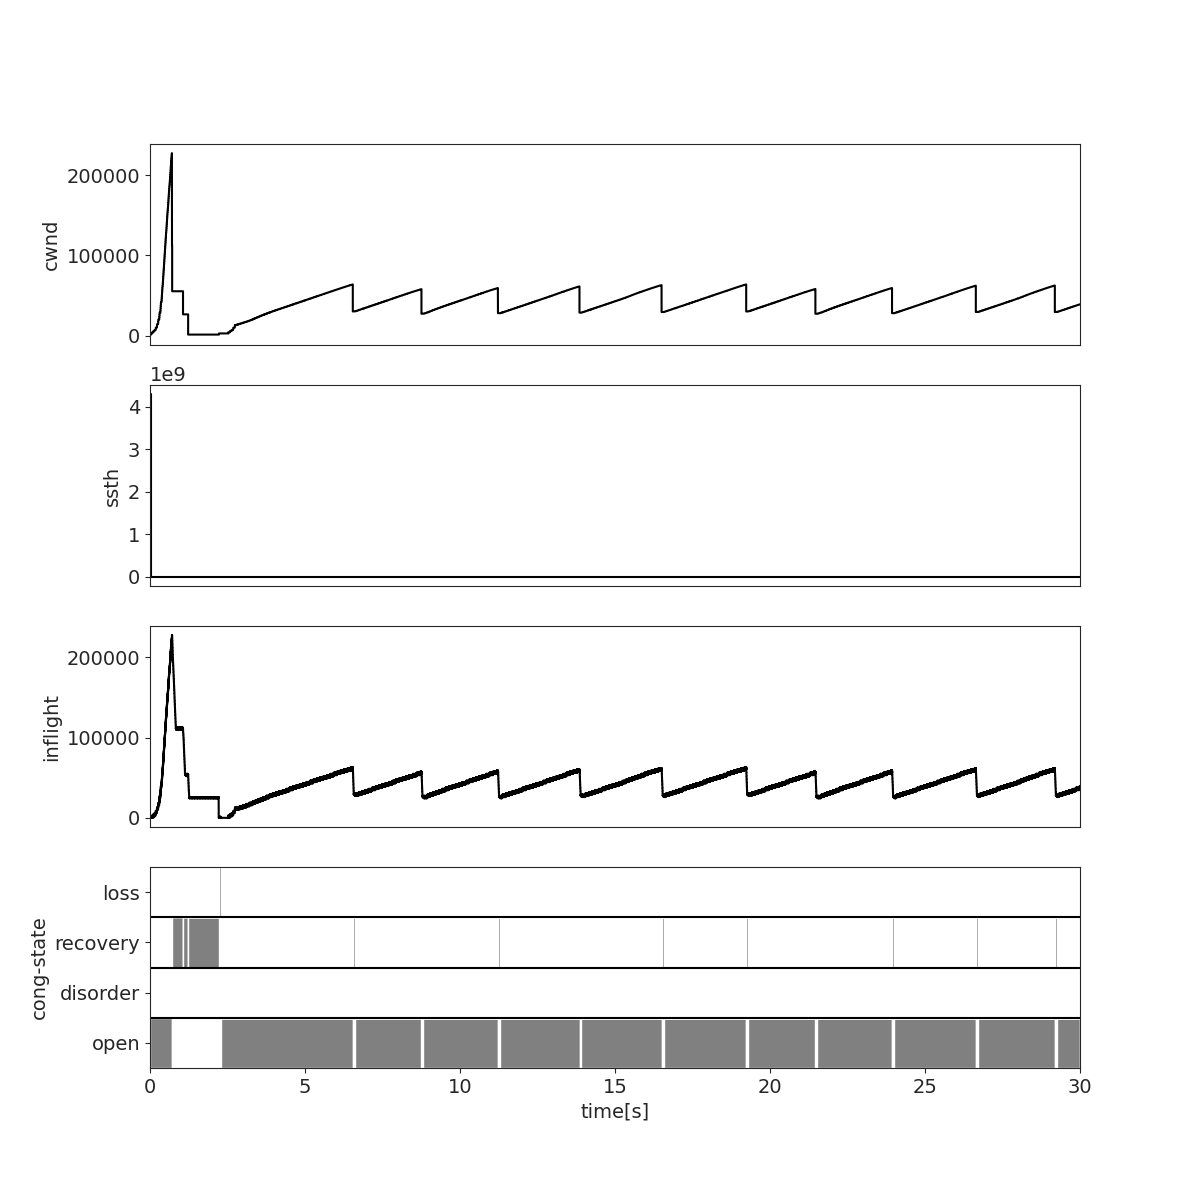 cwnd
200000
100000
0
1e9
ssth
4
3
2
1
0
inflight
200000
100000
0
cong-state
loss
recovery
disorder
open
0 5 10 15 20 25 30
time[s]